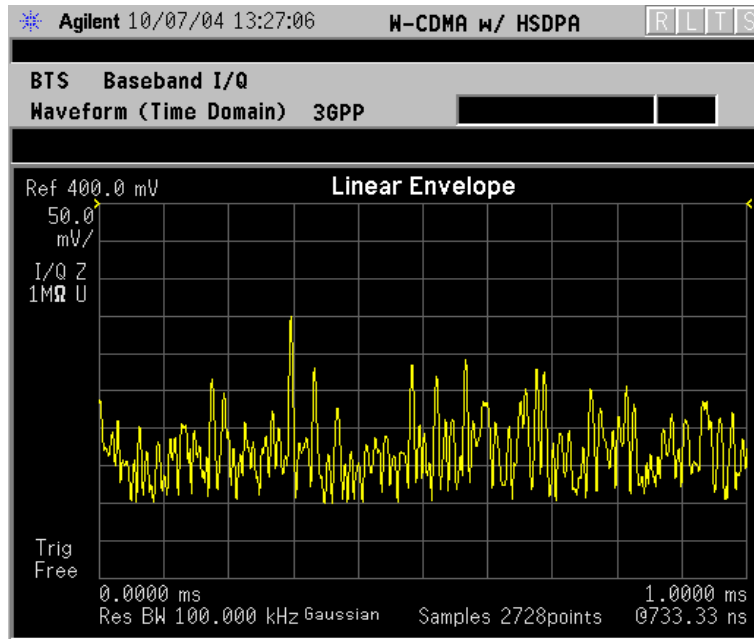 Agilent 10/07/04 13:27:06 W-CDMA w/ HSDPA R L T S
BTS Baseband I/Q
Waveform (Time Domain) 3GPP
Ref 400.0 mV Linear Envelope
50.0
mV/
I/Q Z
1MΩ U
Trig
Free
0.0000 ms 1.0000 ms
Res BW 100.000 kHz Gaussian Samples 2728points @733.33 ns